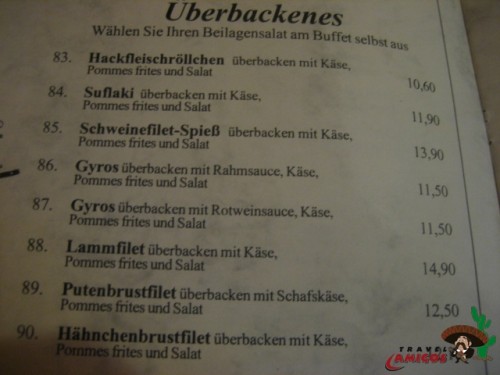 Überbackenes
Wählen Sie Ihren Beilagensalat am Buffet selbst aus
83. Hackfleischröllchen überbacken mit Käse,
Pommes frites und Salat 10,60
84. Suflaki überbacken mit Käse,
Pommes frites und Salat 11,90
85. Schweinefilet-Spieß überbacken mit Käse,
Pommes frites und Salat 13,90
86. Gyros überbacken mit Rahmsauce, Käse,
Pommes frites und Salat 11,50
87. Gyros überbacken mit Rotweinsauce, Käse,
Pommes frites und Salat 11,50
88. Lammfilet überbacken mit Käse,
Pommes frites und Salat 14,90
89. Putenbrustfilet überbacken mit Schafskäse,
Pommes frites und Salat 12,50
90. Hähnchenbrustfilet überbacken mit Käse,
Pommes frites und Salat
TRAVEL
AMIGOS